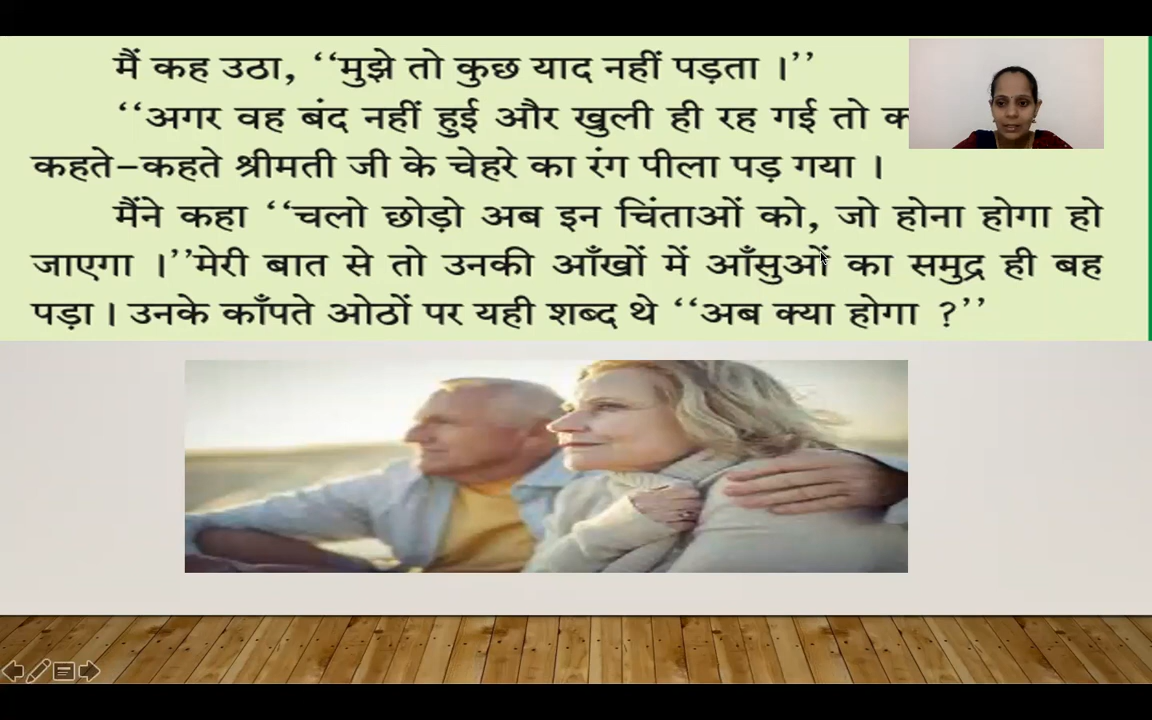 मैं कह उठा, ‘‘मुझे तो कुछ याद नहीं पड़ता ।’’
‘‘अगर वह बंद नहीं हुई और खुली ही रह गई तो
कहते–कहते श्रीमती जी के चेहरे का रंग पीला पड़ गया ।
मैंने कहा ‘‘चलो छोड़ो अब इन चिंताओं को, जो होना होगा हो
जाएगा ।’’मेरी बात से तो उनकी आँखों में आँसुओं का समुद्र ही बह
पड़ा । उनके काँपते ओठों पर यही शब्द थे ‘‘अब क्या होगा ?’’